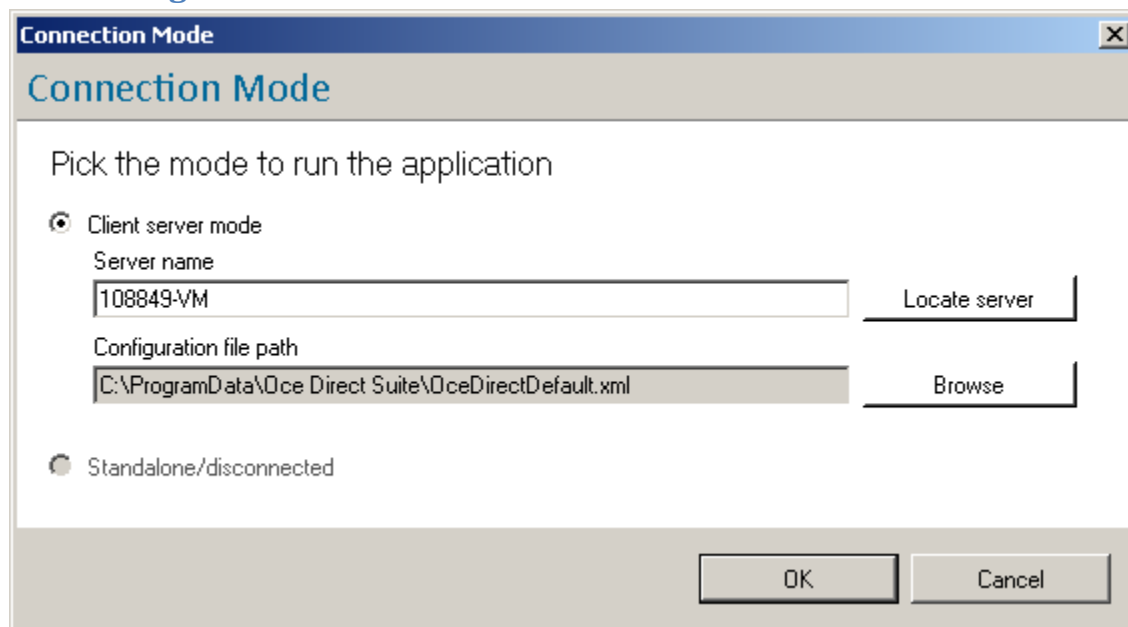 Connection Mode
Connection Mode
Pick the mode to run the application
Client server mode
Server name
108849-VM
Locate server
Configuration file path
C:\ProgramData\Oce Direct Suite\OceDirectDefault.xml
Browse
Standalone/disconnected
OK
Cancel